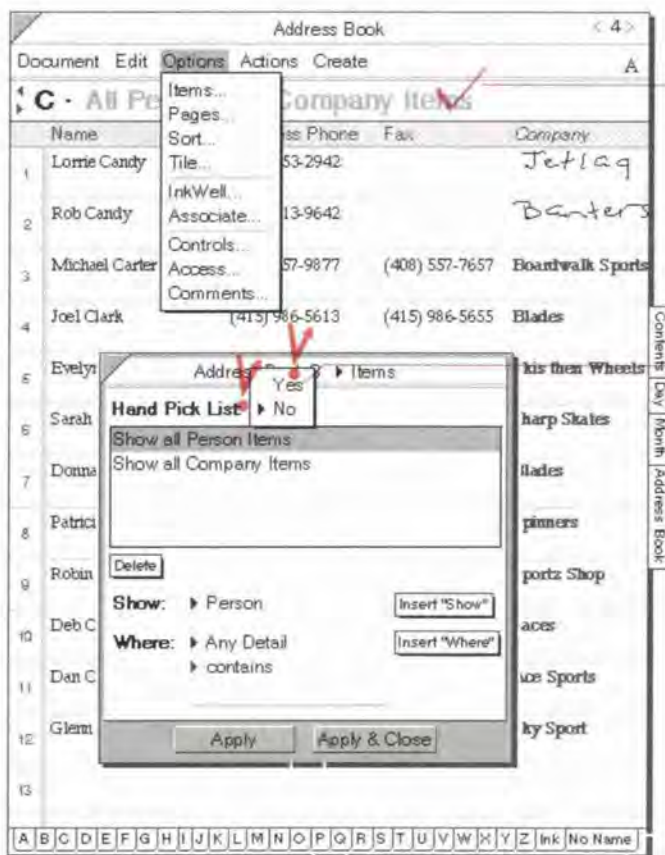 Address Book < 4 >
Document Edit Options Actions Create A
C · All Pe Company Items
Items...
Pages...
Sort...
Tile...
InkWell...
Associate...
Controls...
Access...
Comments...
Name ss Phone Fax Company
1 Lorrie Candy 53-2942 Jetlag
2 Rob Candy 13-9642 Banters
3 Michael Carter 57-9877 (408) 557-7657 Boardwalk Sports
4 Joel Clark (415) 986-5613 (415) 986-5655 Blades
5 Evelyn kis then Wheels
6 Sarah harp Skates
7 Donna lades
8 Patrici pinners
9 Robin portz Shop
10 Deb C aces
11 Dan C ace Sports
12 Glenn ky Sport
13
Addres B ▸ Items
Yes
Hand Pick List: ▸ No
Show all Person Items
Show all Company Items
Delete
Show: ▸ Person Insert "Show"
Where: ▸ Any Detail Insert "Where"
▸ contains
Apply Apply & Close
Contents Day Month Address Book
A B C D E F G H I J K L M N O P Q R S T U V W X Y Z Ink No Name